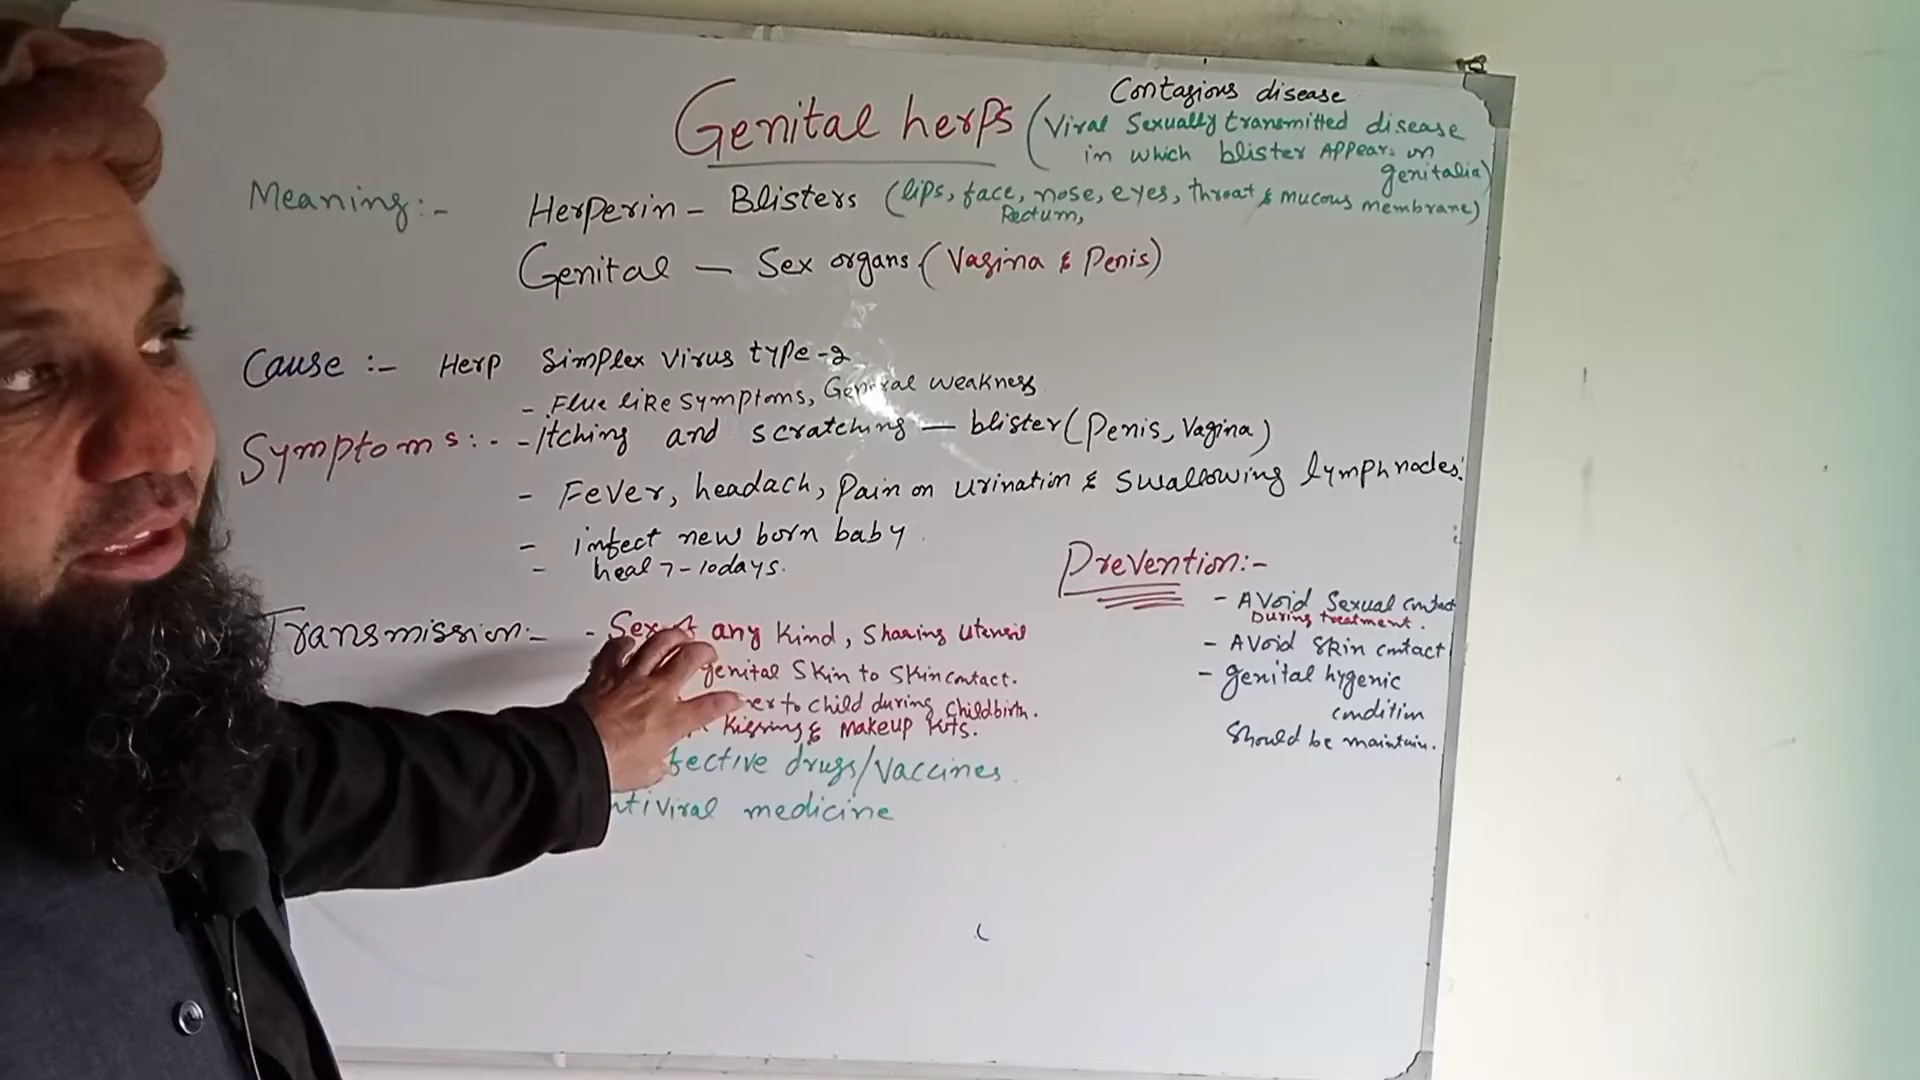 Contagious disease
Genital herps (Viral Sexually transmitted disease
in which blister Appears on
genitalia)
Meaning:- Herperin - Blisters (lips, face, nose, eyes, throat & mucous membrane)
Rectum,
Genital - Sex organs (Vagina & Penis)
Cause :- Herp Simplex Virus type-2
- Flue like symptoms, General weakness
Symptoms:- - Itching and scratching - blister (Penis, Vagina)
- Fever, headach, Pain on urination & Swallowing lymph nodes.
- infect new born baby
- heal 7-10days.
Transmission:- - Sex of any kind, Sharing utensil
genital Skin to Skin contact.
to child during childbirth.
Kissing & Makeup Kits.
drugs/vaccines
medicine
Prevention:-
- Avoid Sexual contact
During treatment.
- Avoid Skin contact
- genital hygenic
condition
Should be maintain.